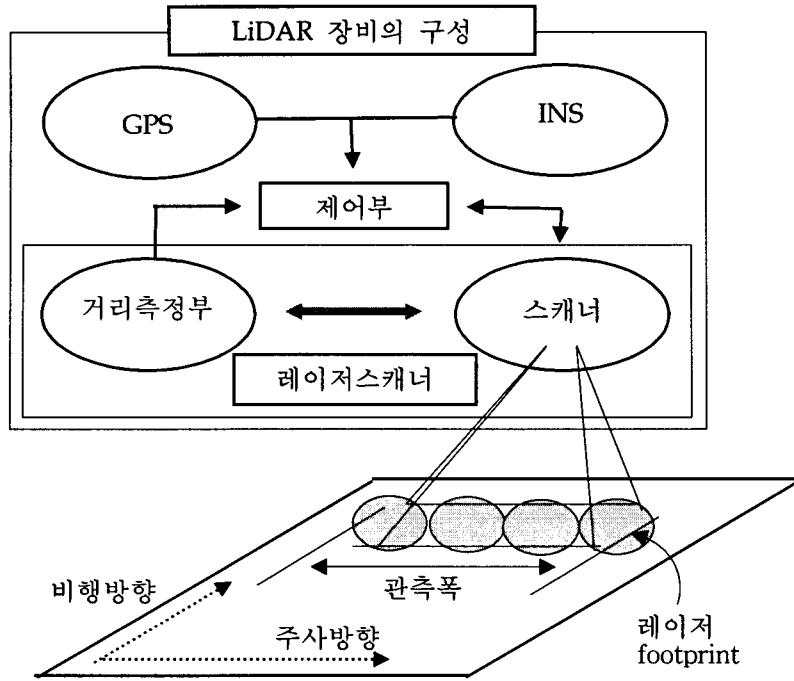 LiDAR 장비의 구성
GPS
INS
제어부
거리측정부
스캐너
레이저스캐너
비행방향
관측폭
주사방향
레이저
footprint